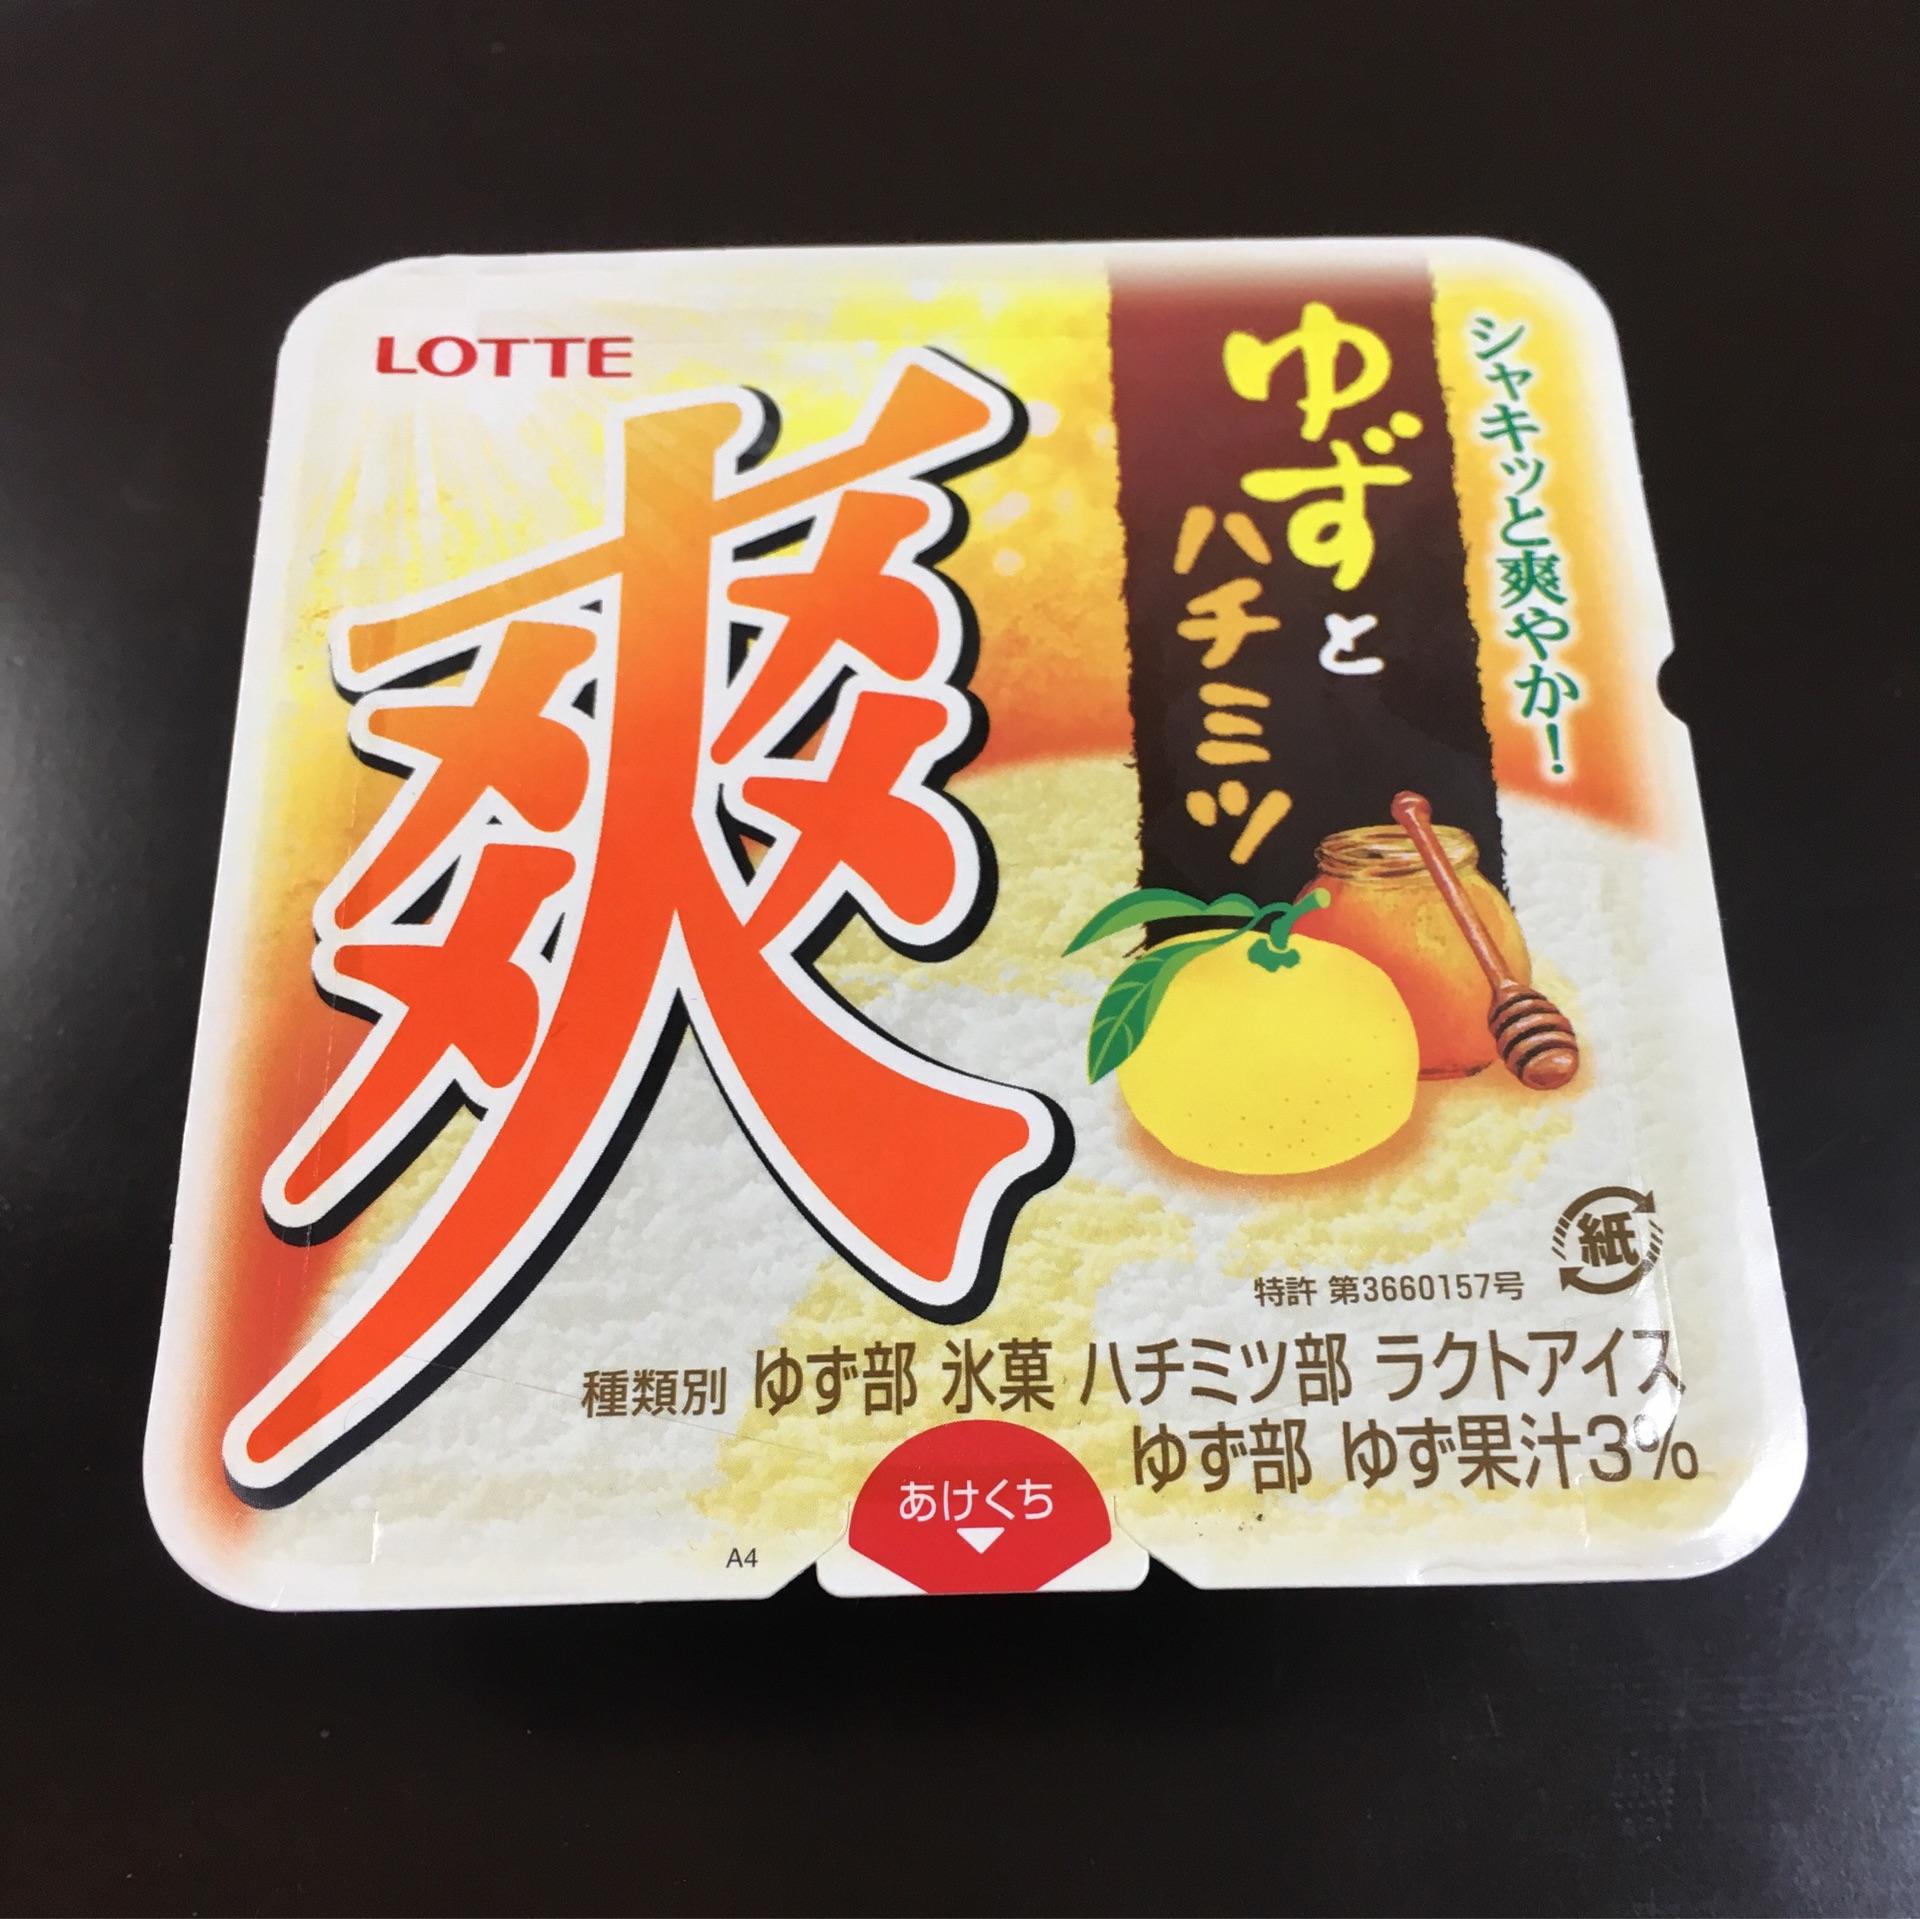 LOTTE
爽
ゆずと
ハチミツ
シャキッと爽やか!
紙
特許 第3660157号
種類別 ゆず部 氷菓 ハチミツ部 ラクトアイス
ゆず部 ゆず果汁3%
あけくち
A4